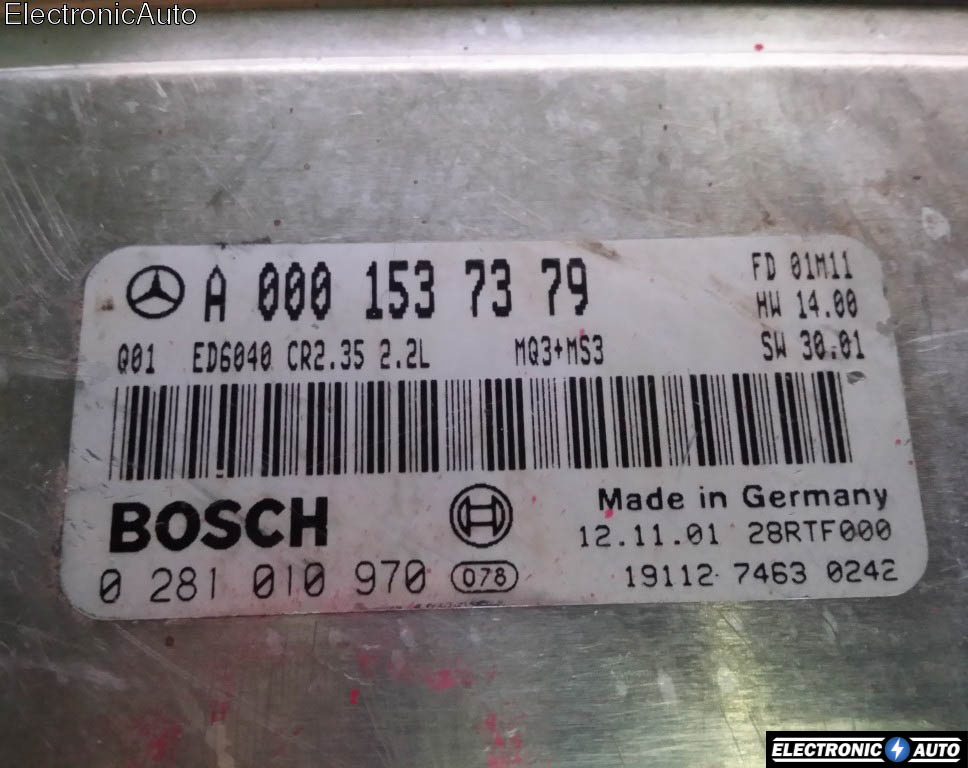 ElectronicAuto
A 000 153 73 79
FD 01M11
HW 14.00
Q01 ED6040 CR2.35 2.2L MQ3+MS3 SW 30.01
BOSCH
Made in Germany
12.11.01 28RTF000
0 281 010 970 078
19112 7463 0242
ELECTRONIC AUTO